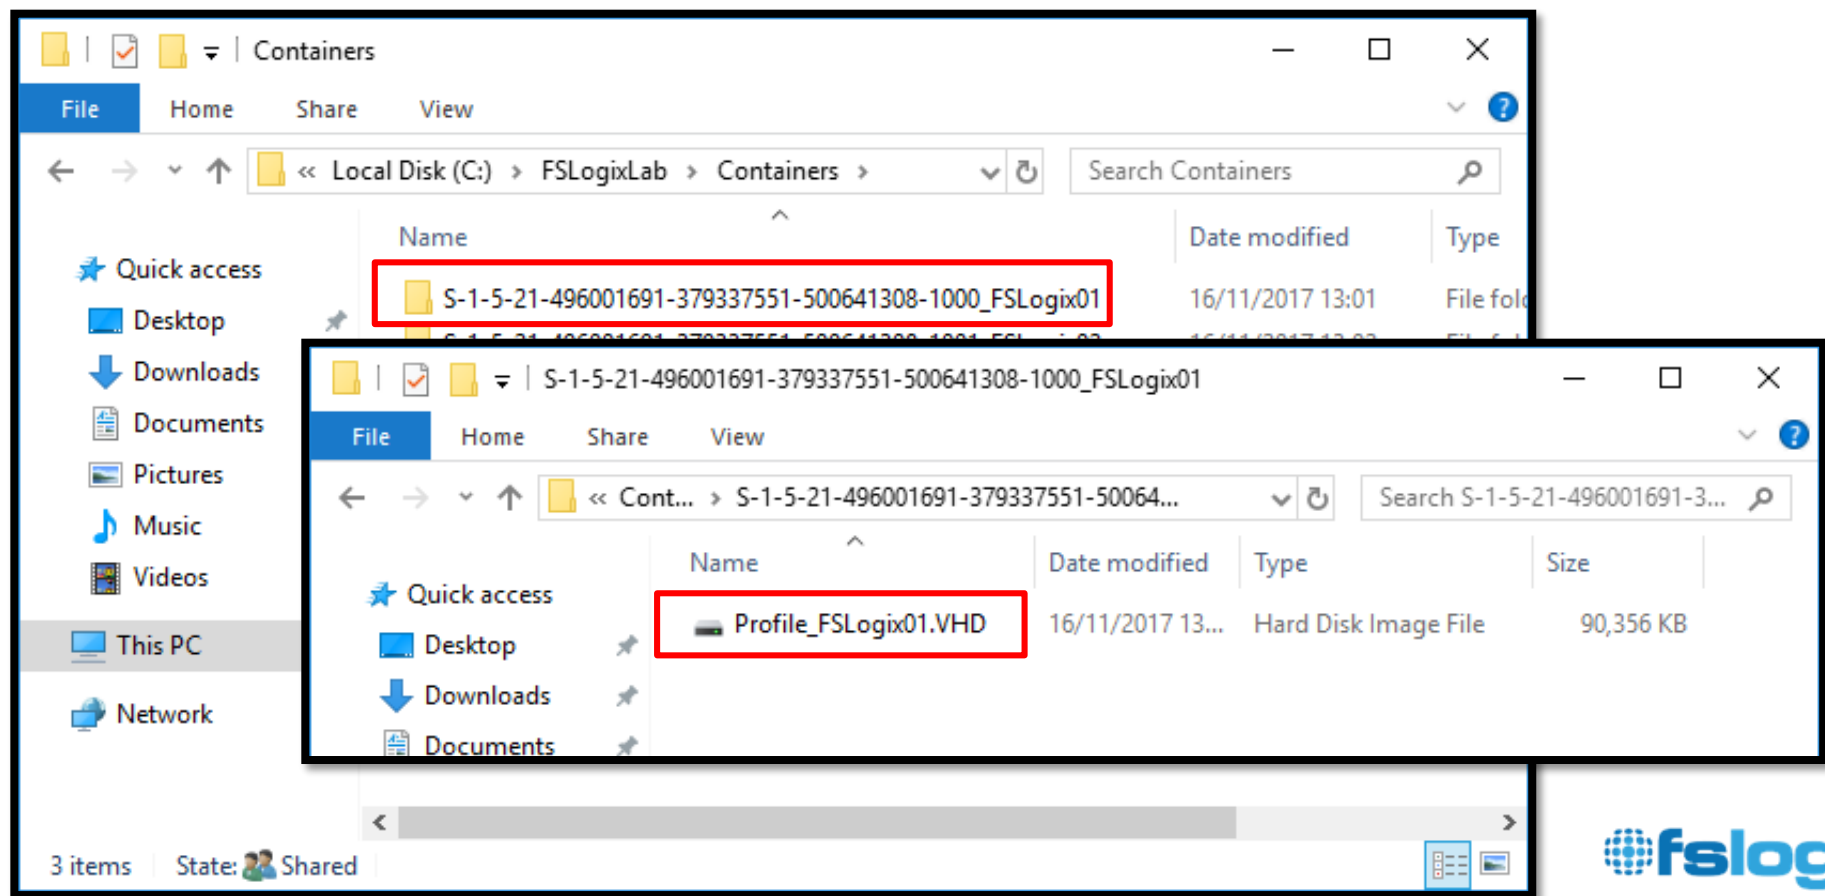 Containers
File Home Share View
« Local Disk (C:) > FSLogixLab > Containers >
Search Containers
Name Date modified Type
Quick access
S-1-5-21-496001691-379337551-500641308-1000_FSLogix01 16/11/2017 13:01 File fold
Desktop
Downloads
Documents
Pictures
Music
Videos
This PC
Network
3 items State: Shared
S-1-5-21-496001691-379337551-500641308-1000_FSLogix01
File Home Share View
« Cont... > S-1-5-21-496001691-379337551-50064...
Search S-1-5-21-496001691-3...
Name Date modified Type Size
Quick access
Profile_FSLogix01.VHD 16/11/2017 13... Hard Disk Image File 90,356 KB
Desktop
Downloads
Documents
fslog